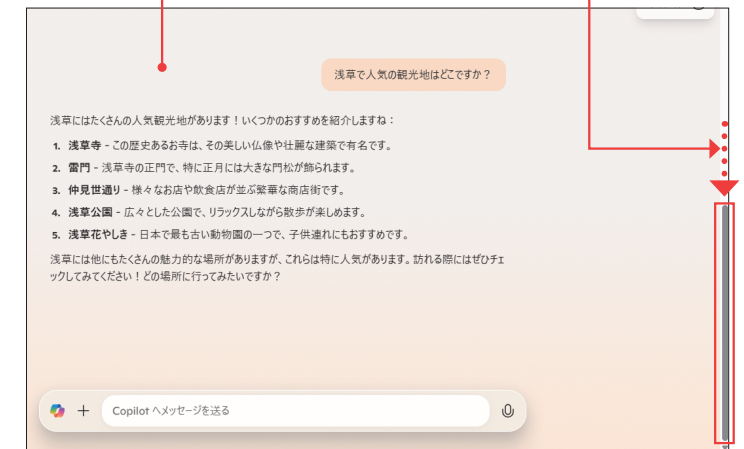 浅草で人気の観光地はどこですか？
浅草にはたくさんの人気観光地があります！いくつかのおすすめを紹介しますね：
1. 浅草寺 - この歴史あるお寺は、その美しい仏像や壮麗な建築で有名です。
2. 雷門 - 浅草寺の正門で、特に正月には大きな門松が飾られます。
3. 仲見世通り - 様々なお店や飲食店が並ぶ繁華な商店街です。
4. 浅草公園 - 広々とした公園で、リラックスしながら散歩が楽しめます。
5. 浅草花やしき - 日本で最も古い動物園の一つで、子供連れにもおすすめです。
浅草には他にもたくさんの魅力的な場所がありますが、これらは特に人気があります。訪れる際にはぜひチェ
ックしてみてください！どの場所に行ってみたいですか？
Copilot へメッセージを送る